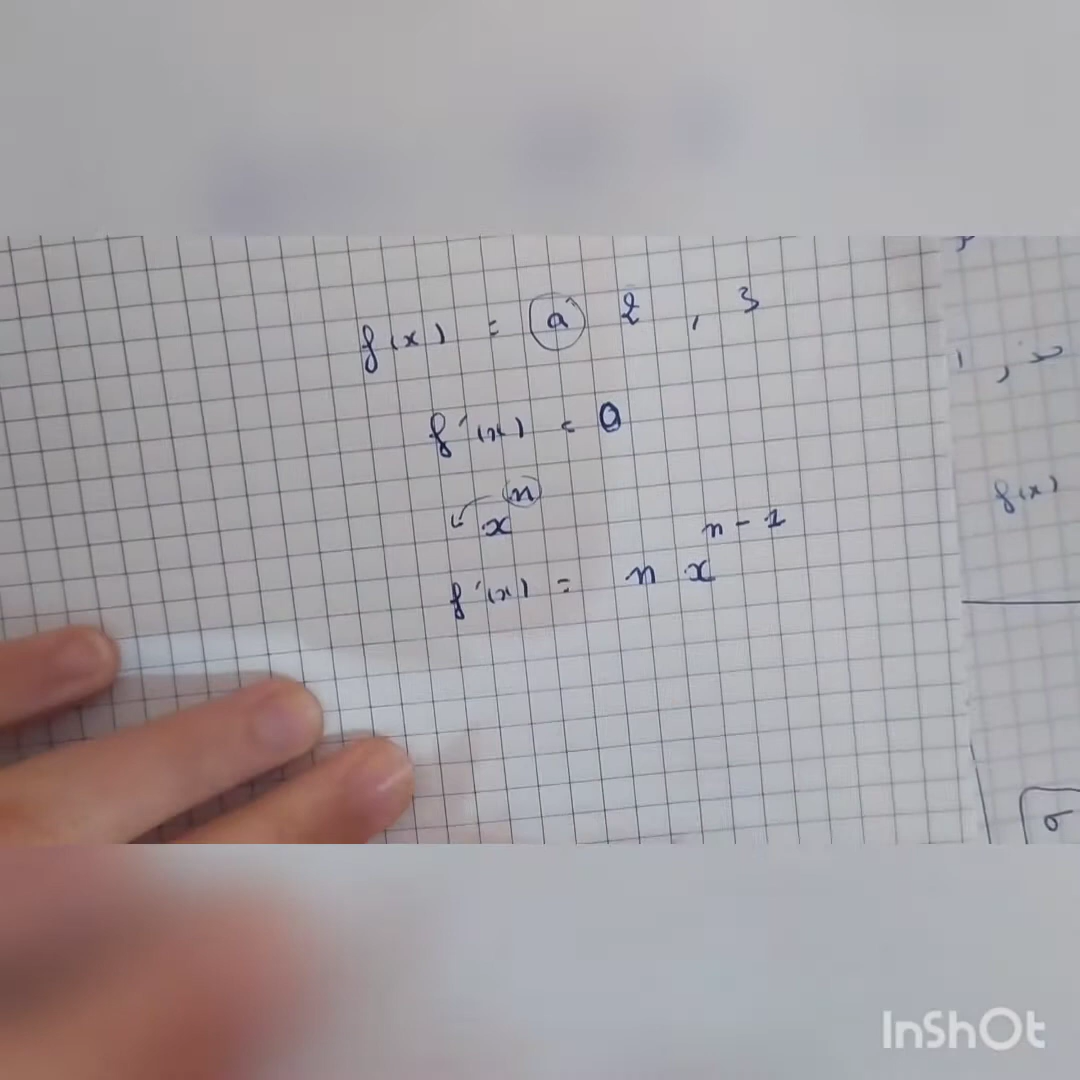 f(x) = a 2 , 3
f'(x) = 0
x^n
f'(x) = n x^{n-1}
f(x)
InShOt